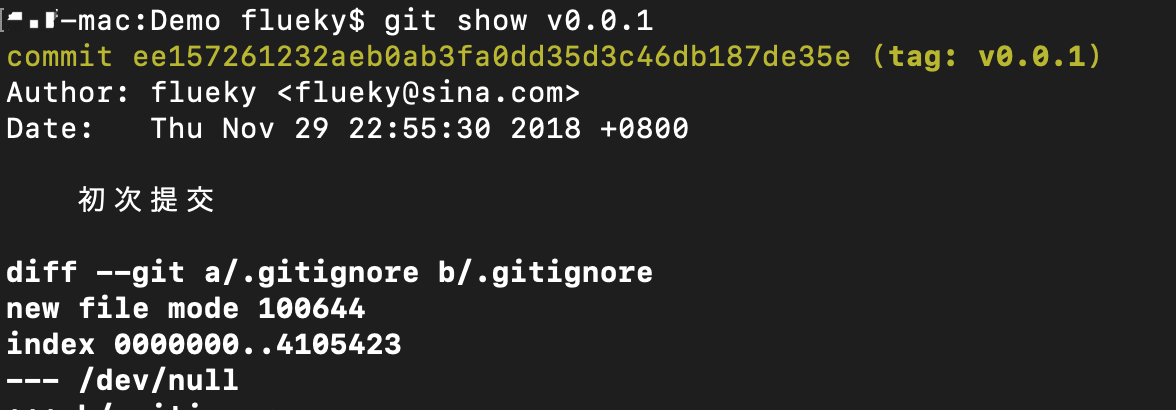 -mac:Demo flueky$ git show v0.0.1
commit ee157261232aeb0ab3fa0dd35d3c46db187de35e (tag: v0.0.1)
Author: flueky <flueky@sina.com>
Date:   Thu Nov 29 22:55:30 2018 +0800
初次提交
diff --git a/.gitignore b/.gitignore
new file mode 100644
index 0000000..4105423
--- /dev/null